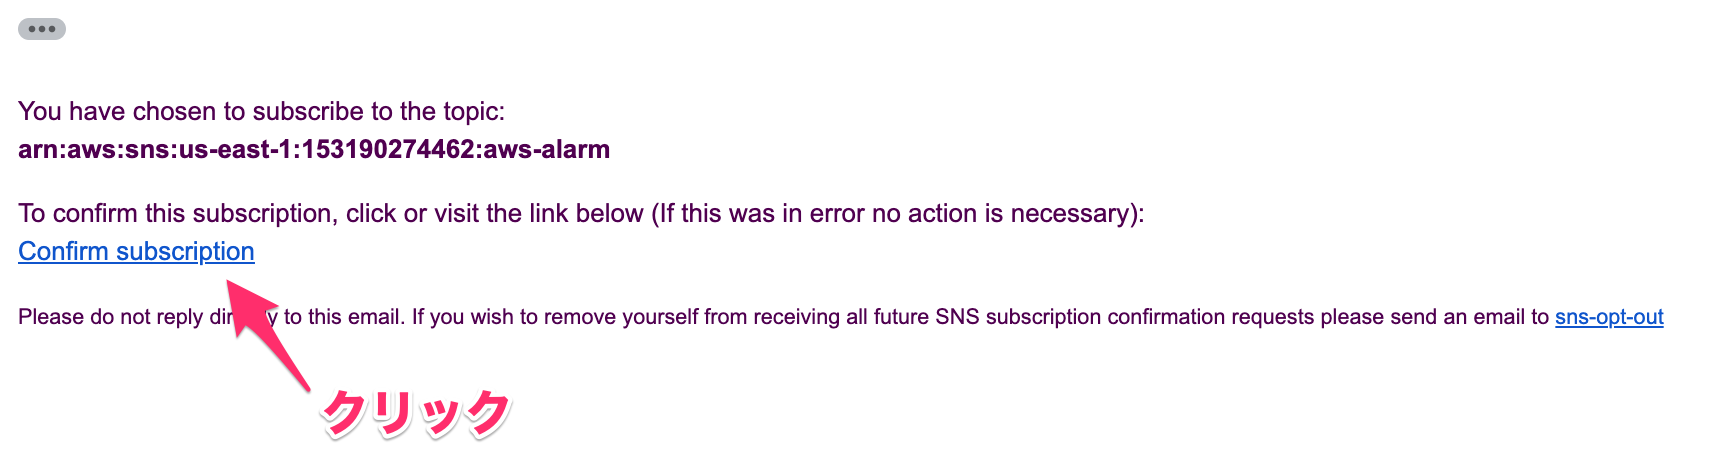 You have chosen to subscribe to the topic:
arn:aws:sns:us-east-1:153190274462:aws-alarm
To confirm this subscription, click or visit the link below (If this was in error no action is necessary):
Confirm subscription
Please do not reply dir y to this email. If you wish to remove yourself from receiving all future SNS subscription confirmation requests please send an email to sns-opt-out
クリック